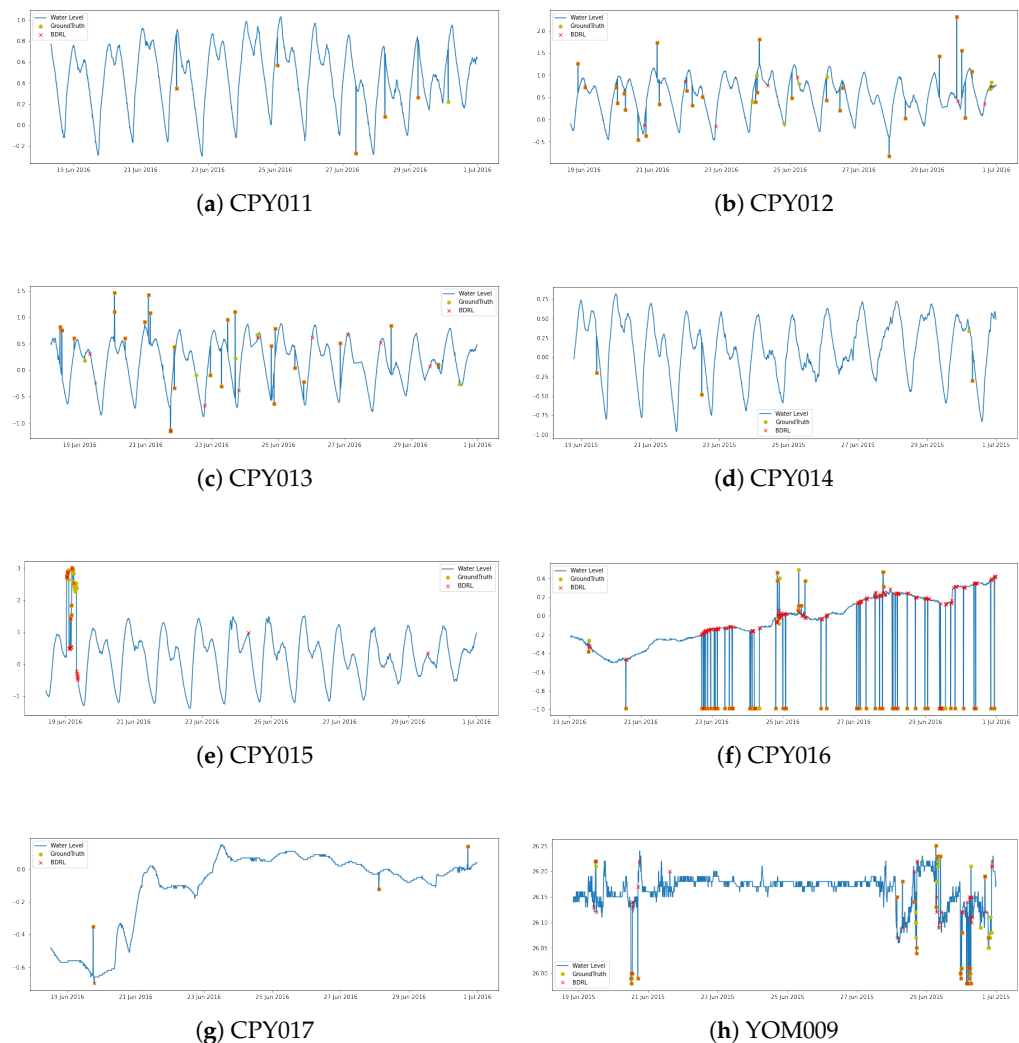 Water Level
GroundTruth
BDRL
1.0
0.8
0.6
0.4
0.2
0.0
−0.2
19 Jun 2016 21 Jun 2016 23 Jun 2016 25 Jun 2016 27 Jun 2016 29 Jun 2016 1 Jul 2016
(a) CPY011
Water Level
GroundTruth
BDRL
2.0
1.5
1.0
0.5
0.0
−0.5
19 Jun 2016 21 Jun 2016 23 Jun 2016 25 Jun 2016 27 Jun 2016 29 Jun 2016 1 Jul 2016
(b) CPY012
Water Level
GroundTruth
BDRL
1.5
1.0
0.5
0.0
−0.5
−1.0
19 Jun 2016 21 Jun 2016 23 Jun 2016 25 Jun 2016 27 Jun 2016 29 Jun 2016 1 Jul 2016
(c) CPY013
0.75
0.50
0.25
0.00
−0.25
−0.50
−0.75
−1.00
Water Level
GroundTruth
BDRL
19 Jun 2015 21 Jun 2015 23 Jun 2015 25 Jun 2015 27 Jun 2015 29 Jun 2015 1 Jul 2015
(d) CPY014
Water Level
GroundTruth
BDRL
3
2
1
0
−1
19 Jun 2016 21 Jun 2016 23 Jun 2016 25 Jun 2016 27 Jun 2016 29 Jun 2016 1 Jul 2016
(e) CPY015
Water Level
GroundTruth
BDRL
0.4
0.2
0.0
−0.2
−0.4
−0.6
−0.8
−1.0
19 Jun 2016 21 Jun 2016 23 Jun 2016 25 Jun 2016 27 Jun 2016 29 Jun 2016 1 Jul 2016
(f) CPY016
Water Level
GroundTruth
BDRL
0.0
−0.2
−0.4
−0.6
19 Jun 2016 21 Jun 2016 23 Jun 2016 25 Jun 2016 27 Jun 2016 29 Jun 2016 1 Jul 2016
(g) CPY017
26.25
26.20
26.15
26.10
26.05
26.00
Water Level
GroundTruth
BDRL
19 Jun 2015 21 Jun 2015 23 Jun 2015 25 Jun 2015 27 Jun 2015 29 Jun 2015 1 Jul 2015
(h) YOM009